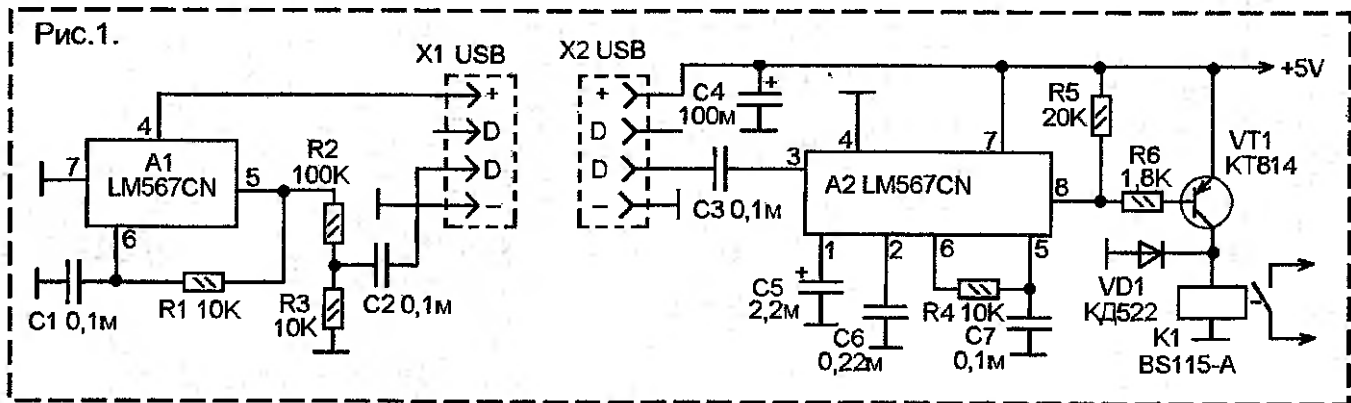 Рис.1.
X1 USB
X2 USB
+
D
D
–
+
D
D
–
4
7
A1
LM567CN
5
6
R2
100K
C1 0,1м
R1 10K
R3
10K
C2 0,1м
C4
+
100м
C3 0,1м
3
4
7
A2 LM567CN
8
1
2
6
5
C5
+
2,2м
C6
0,22м
R4 10K
C7
0,1м
R5
20K
R6
1,8K
+5V
VT1
КТ814
VD1
КД522
K1
BS115-A